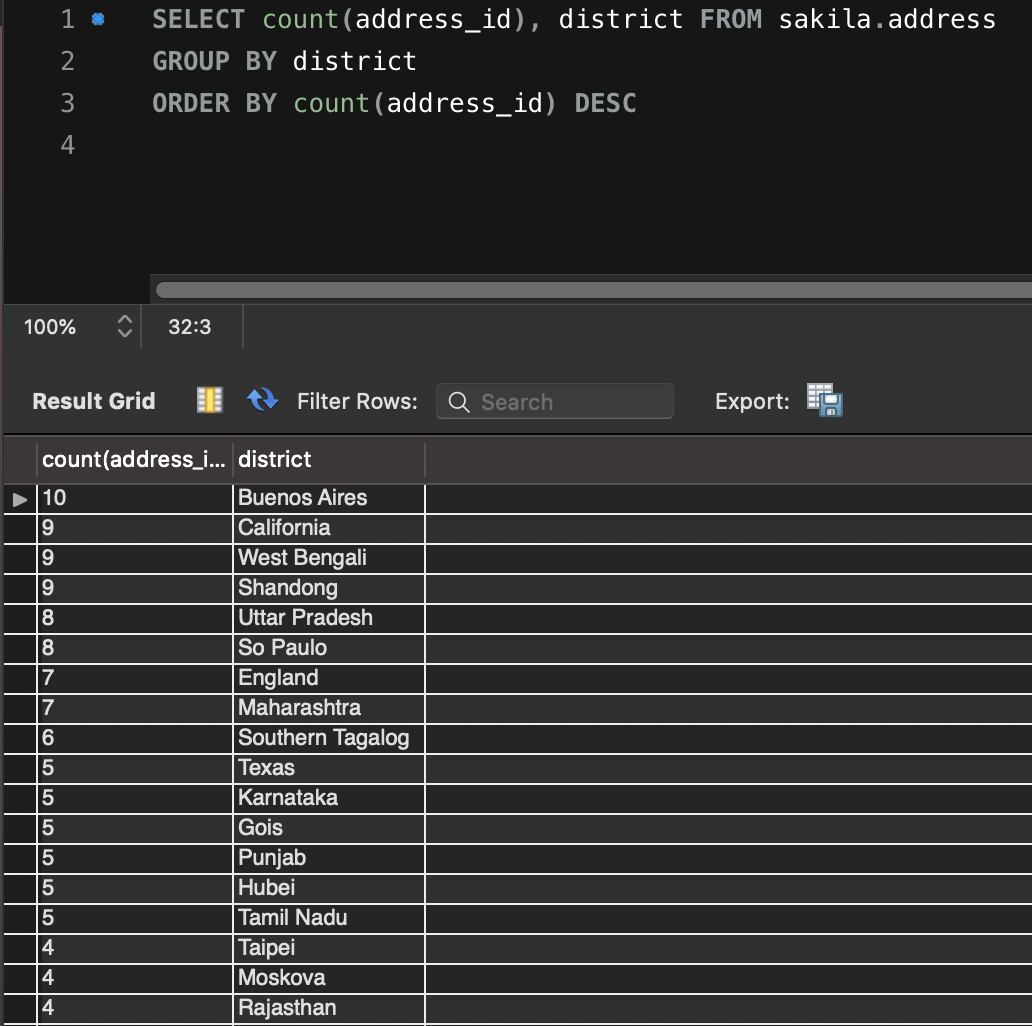 1 SELECT count(address_id), district FROM sakila.address
2 GROUP BY district
3 ORDER BY count(address_id) DESC
4
100% 32:3
Result Grid Filter Rows: Search Export:
count(address_i... district
10 Buenos Aires
9 California
9 West Bengali
9 Shandong
8 Uttar Pradesh
8 So Paulo
7 England
7 Maharashtra
6 Southern Tagalog
5 Texas
5 Karnataka
5 Gois
5 Punjab
5 Hubei
5 Tamil Nadu
4 Taipei
4 Moskova
4 Rajasthan